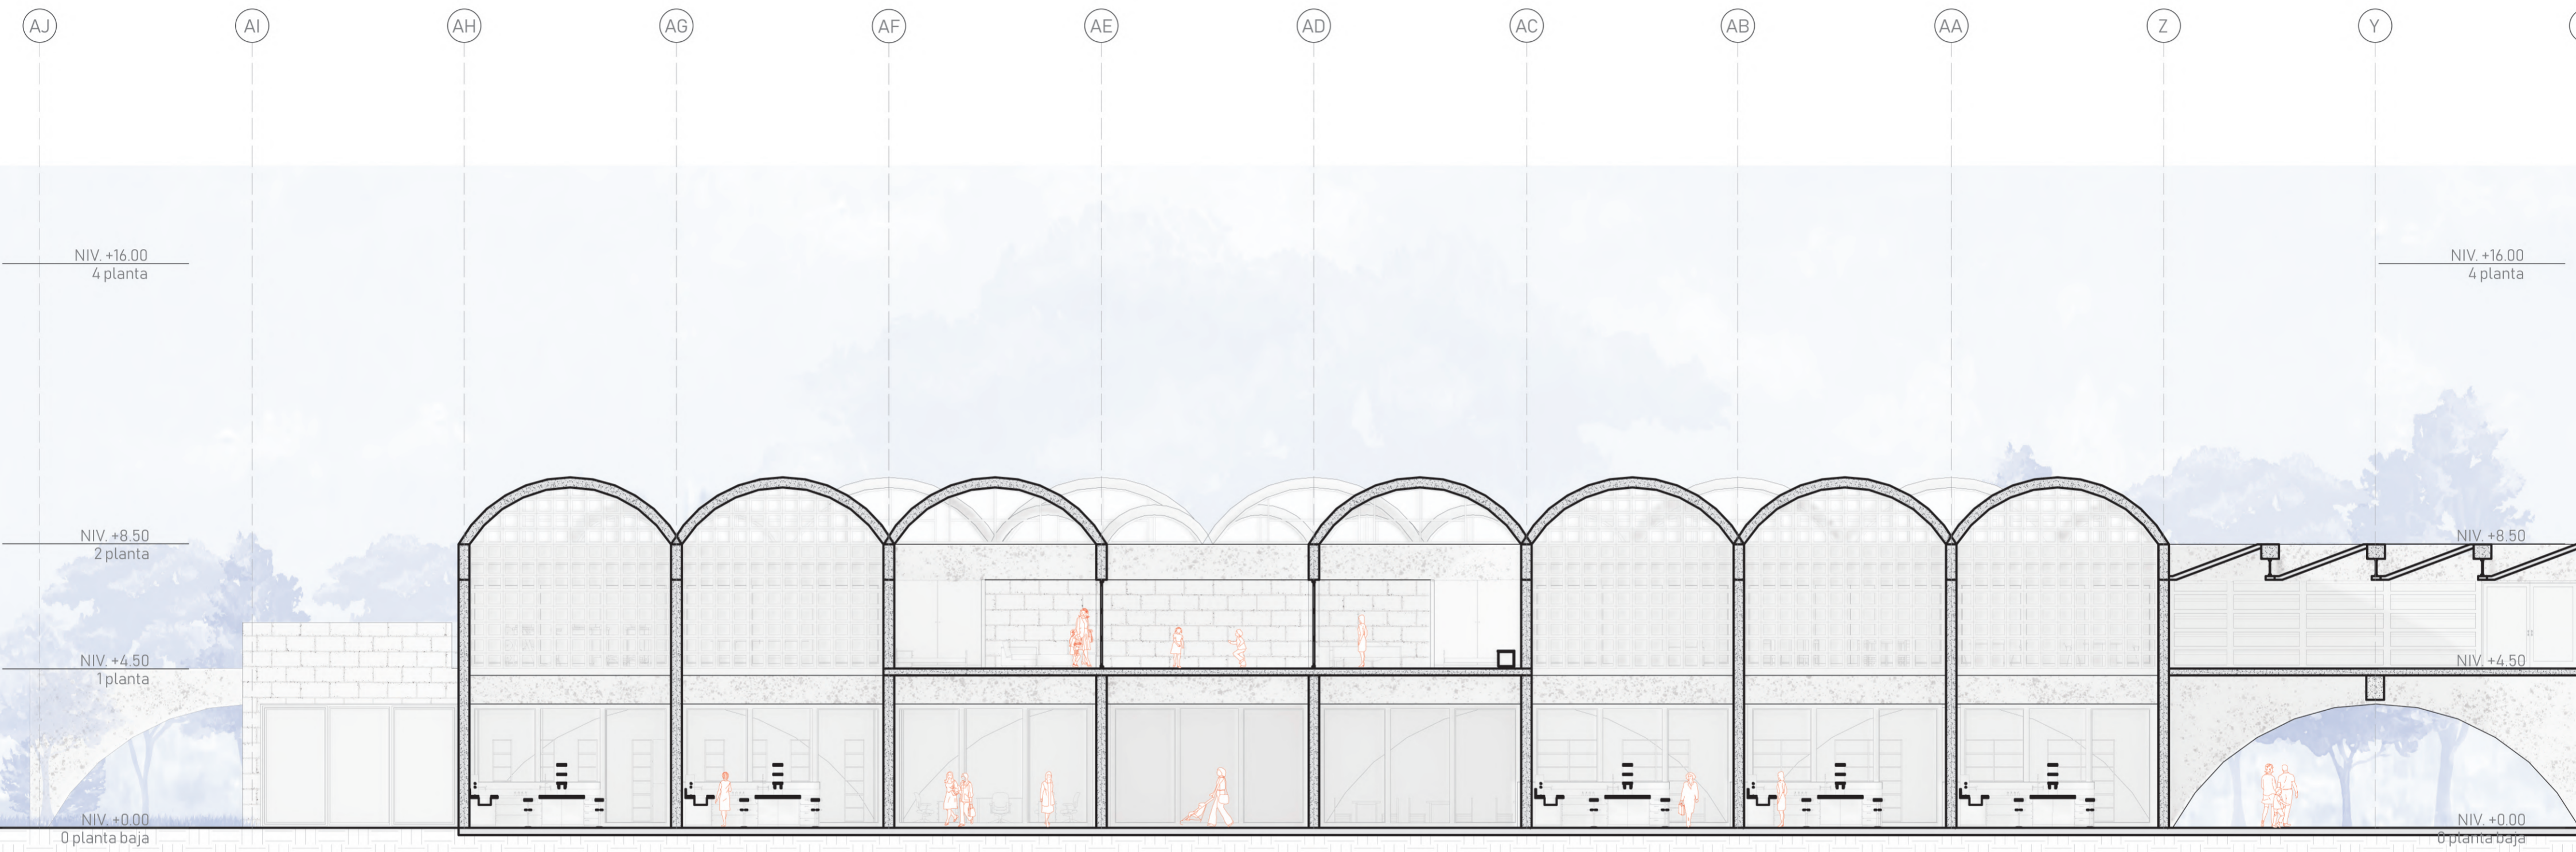 AJ AI AH AG AF AE AD AC AB AA Z Y
NIV. +16.00
4 planta
NIV. +16.00
4 planta
NIV. +8.50
2 planta
NIV. +8.50
NIV. +4.50
1 planta
NIV. +4.50
NIV. +0.00
0 planta baja
NIV. +0.00
0 planta baja